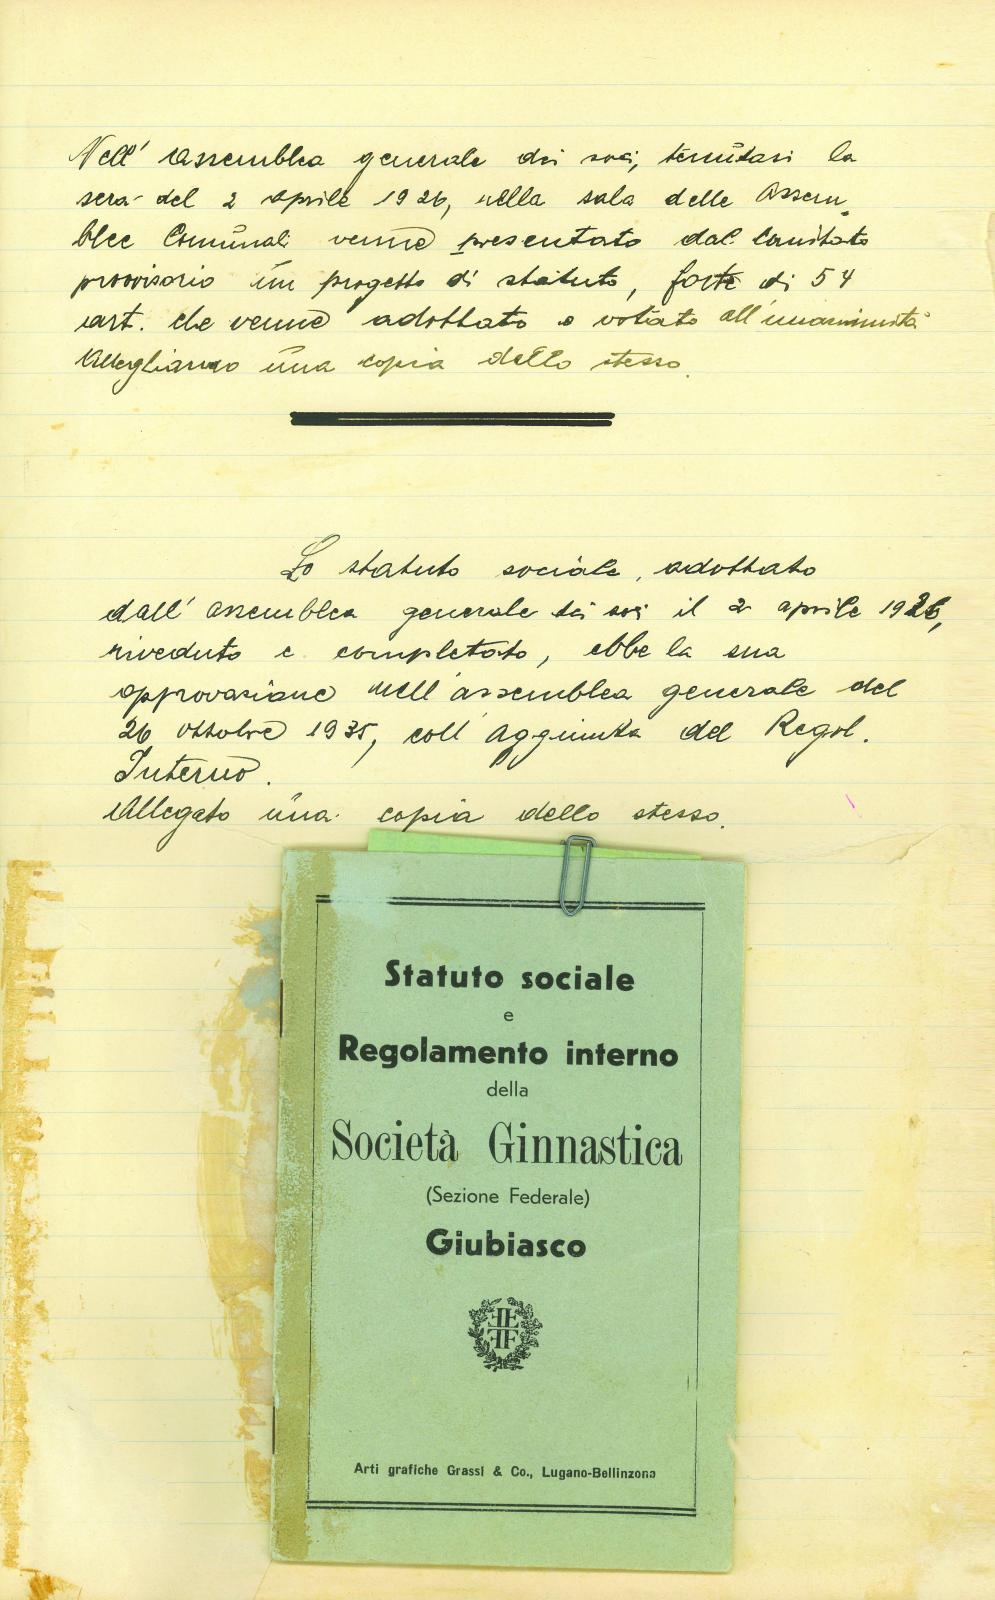 Nell' assemblea generale dei soci, tenutasi la
sera del 2 aprile 1926, nella sala delle Assem-
blee Comunali venne presentato dal Comitato
provvisorio un progetto di statuto, forte di 54
art. che venne adottato e votato all'unanimità
Alleghiamo una copia dello stesso.
Lo statuto sociale, adottato
dall' assemblea generale dei soci il 2 aprile 1926,
riveduto e completato, ebbe la sua
approvazione nell'assemblea generale del
26 ottobre 1935, coll'aggiunta del Regol.
Interno.
Allegato una copia dello stesso.
Statuto sociale
e
Regolamento interno
della
Società Ginnastica
(Sezione Federale)
Giubiasco
FFFF
Arti grafiche Grassi & Co., Lugano-Bellinzona